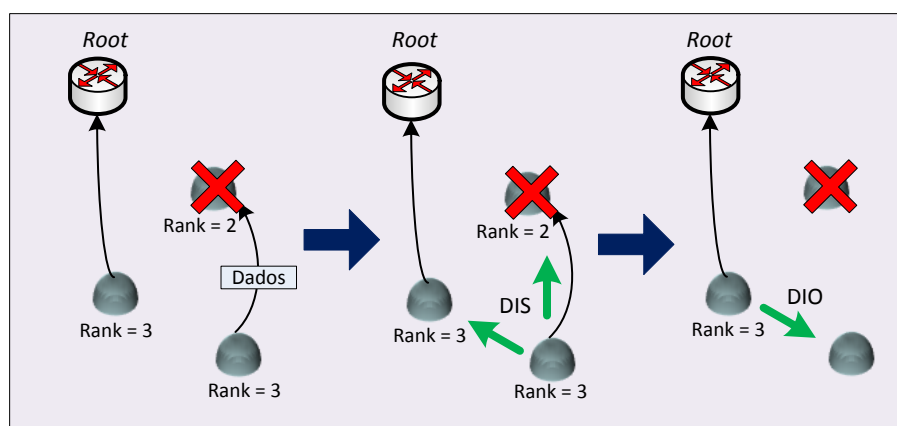 Root
Rank = 2
Dados
Rank = 3
Rank = 3
Root
Rank = 2
DIS
Rank = 3
Rank = 3
Root
DIO
Rank = 3